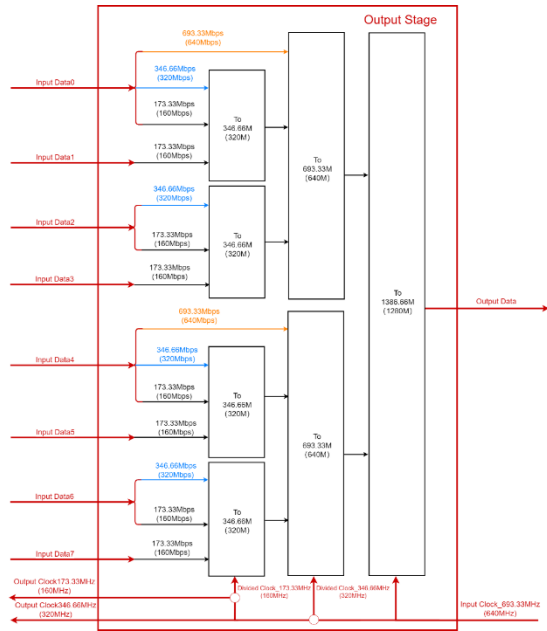 Output Stage
693.33Mbps
(640Mbps)
Input Data0
346.66Mbps
(320Mbps)
173.33Mbps
(160Mbps)
To
346.66M
(320M)
Input Data1
173.33Mbps
(160Mbps)
To
693.33M
(640M)
Input Data2
346.66Mbps
(320Mbps)
173.33Mbps
(160Mbps)
To
346.66M
(320M)
Input Data3
173.33Mbps
(160Mbps)
To
1386.66M
(1280M)
Output Data
693.33Mbps
(640Mbps)
Input Data4
346.66Mbps
(320Mbps)
173.33Mbps
(160Mbps)
To
346.66M
(320M)
Input Data5
173.33Mbps
(160Mbps)
To
693.33M
(640M)
Input Data6
346.66Mbps
(320Mbps)
173.33Mbps
(160Mbps)
To
346.66M
(320M)
Input Data7
173.33Mbps
(160Mbps)
Output Clock173.33MHz
(160MHz)
Divided Clock_173.33MHz
(160MHz)
Divided Clock_346.66MHz
(320MHz)
Output Clock346.66MHz
(320MHz)
Input Clock_693.33MHz
(640MHz)